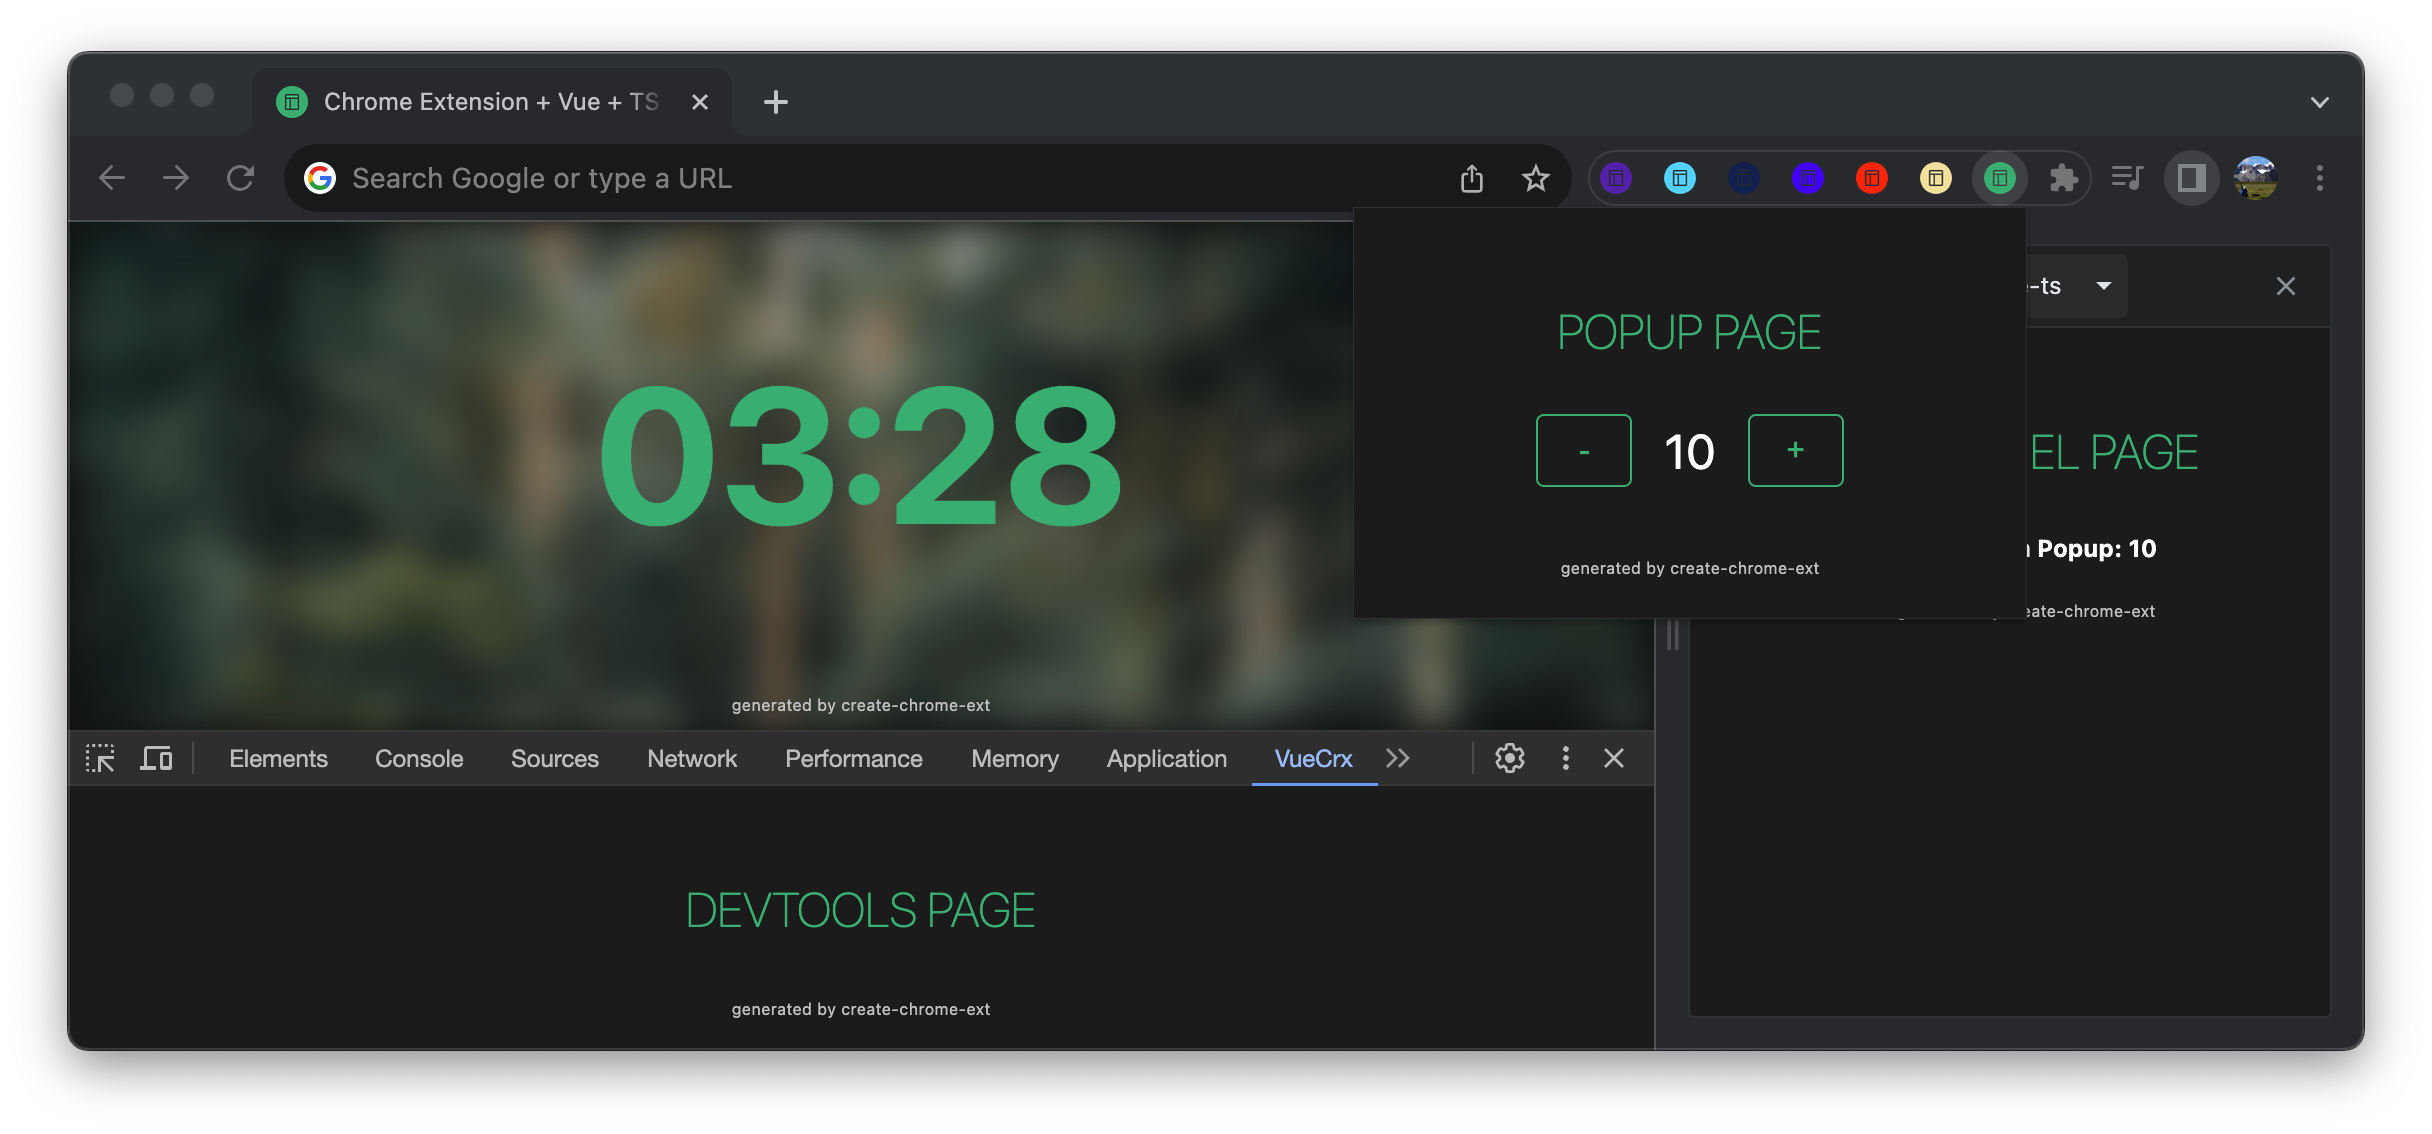 Chrome Extension + Vue + TS
Search Google or type a URL
-ts
POPUP PAGE
- 10 +
generated by create-chrome-ext
EL PAGE
Popup: 10
eate-chrome-ext
03:28
generated by create-chrome-ext
Elements Console Sources Network Performance Memory Application VueCrx
DEVTOOLS PAGE
generated by create-chrome-ext